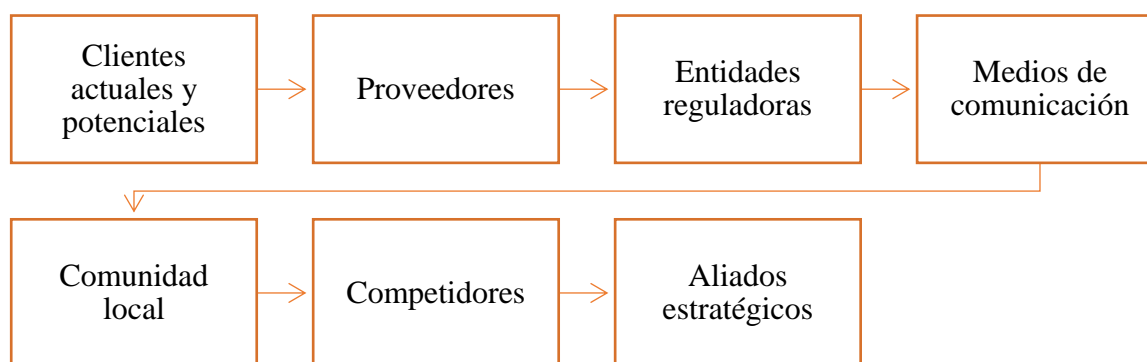 Clientes
actuales y
potenciales
Proveedores
Entidades
reguladoras
Medios de
comunicación
Comunidad
local
Competidores
Aliados
estratégicos